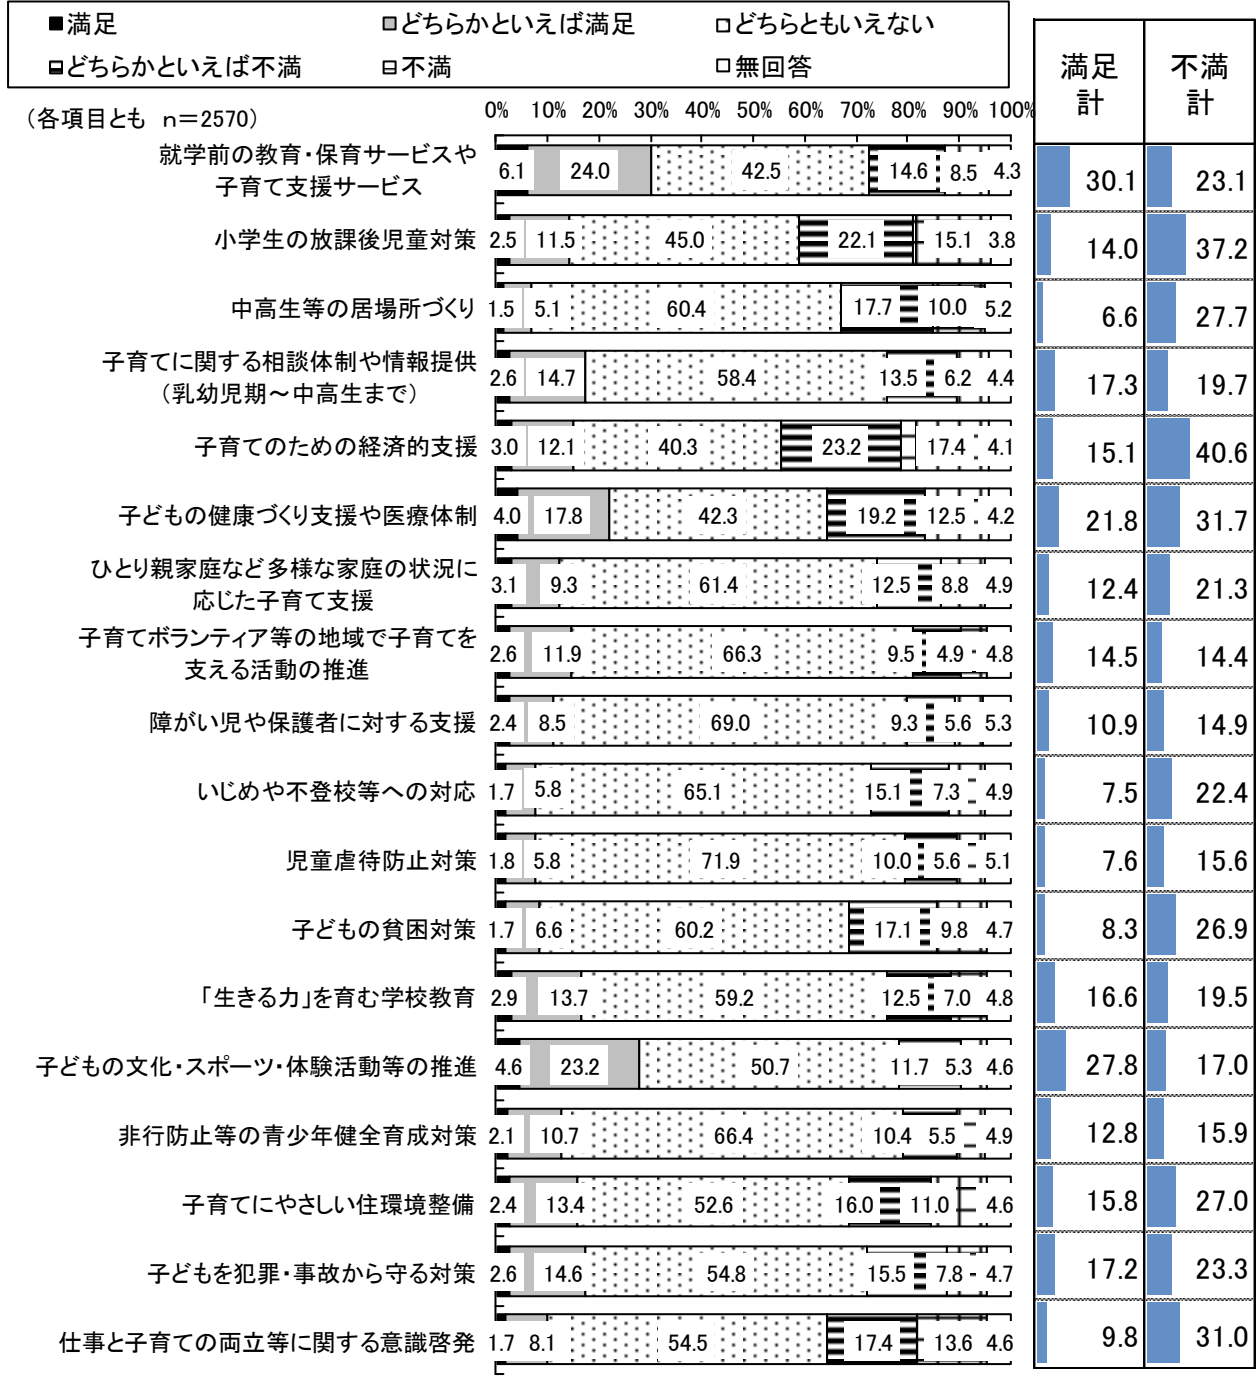 ■満足 □どちらかといえば満足 □どちらともいえない
□どちらかといえば不満 □不満 □無回答
満足計 不満計
(各項目とも n=2570)
0% 10% 20% 30% 40% 50% 60% 70% 80% 90% 100%
就学前の教育・保育サービスや
子育て支援サービス
6.1 24.0 42.5 14.6 8.5 4.3 30.1 23.1
小学生の放課後児童対策 2.5 11.5 45.0 22.1 15.1 3.8 14.0 37.2
中高生等の居場所づくり 1.5 5.1 60.4 17.7 10.0 5.2 6.6 27.7
子育てに関する相談体制や情報提供
(乳幼児期~中高生まで)
2.6 14.7 58.4 13.5 6.2 4.4 17.3 19.7
子育てのための経済的支援 3.0 12.1 40.3 23.2 17.4 4.1 15.1 40.6
子どもの健康づくり支援や医療体制 4.0 17.8 42.3 19.2 12.5 4.2 21.8 31.7
ひとり親家庭など多様な家庭の状況に
応じた子育て支援
3.1 9.3 61.4 12.5 8.8 4.9 12.4 21.3
子育てボランティア等の地域で子育てを
支える活動の推進
2.6 11.9 66.3 9.5 4.9 4.8 14.5 14.4
障がい児や保護者に対する支援 2.4 8.5 69.0 9.3 5.6 5.3 10.9 14.9
いじめや不登校等への対応 1.7 5.8 65.1 15.1 7.3 4.9 7.5 22.4
児童虐待防止対策 1.8 5.8 71.9 10.0 5.6 5.1 7.6 15.6
子どもの貧困対策 1.7 6.6 60.2 17.1 9.8 4.7 8.3 26.9
「生きる力」を育む学校教育 2.9 13.7 59.2 12.5 7.0 4.8 16.6 19.5
子どもの文化・スポーツ・体験活動等の推進 4.6 23.2 50.7 11.7 5.3 4.6 27.8 17.0
非行防止等の青少年健全育成対策 2.1 10.7 66.4 10.4 5.5 4.9 12.8 15.9
子育てにやさしい住環境整備 2.4 13.4 52.6 16.0 11.0 4.6 15.8 27.0
子どもを犯罪・事故から守る対策 2.6 14.6 54.8 15.5 7.8 4.7 17.2 23.3
仕事と子育ての両立等に関する意識啓発 1.7 8.1 54.5 17.4 13.6 4.6 9.8 31.0